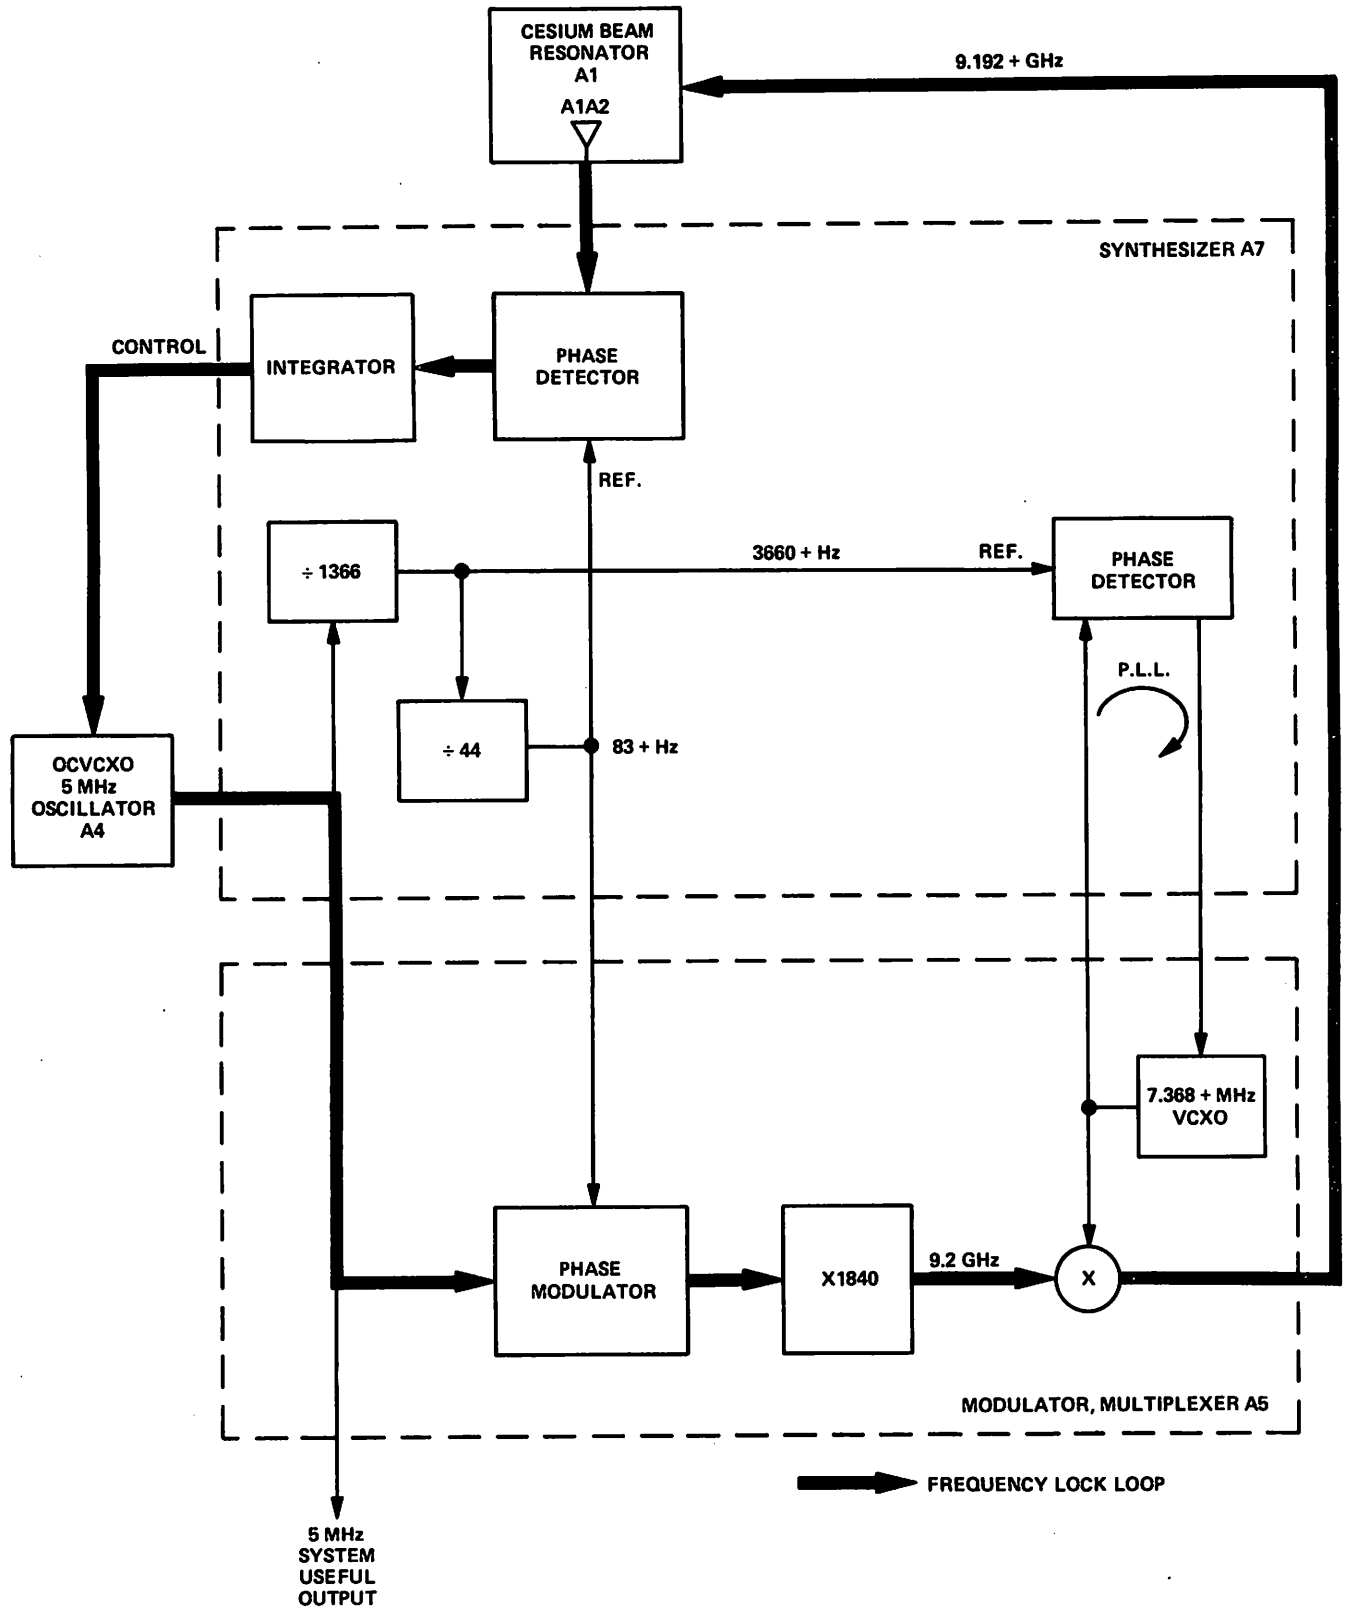 CESIUM BEAM
RESONATOR
A1
A1A2
9.192 + GHz
SYNTHESIZER A7
CONTROL
INTEGRATOR
PHASE
DETECTOR
REF.
÷ 1366
3660 + Hz
REF.
PHASE
DETECTOR
P.L.L.
÷ 44
83 + Hz
OCVCXO
5 MHz
OSCILLATOR
A4
7.368 + MHz
VCXO
PHASE
MODULATOR
X1840
9.2 GHz
X
MODULATOR, MULTIPLEXER A5
FREQUENCY LOCK LOOP
5 MHz
SYSTEM
USEFUL
OUTPUT